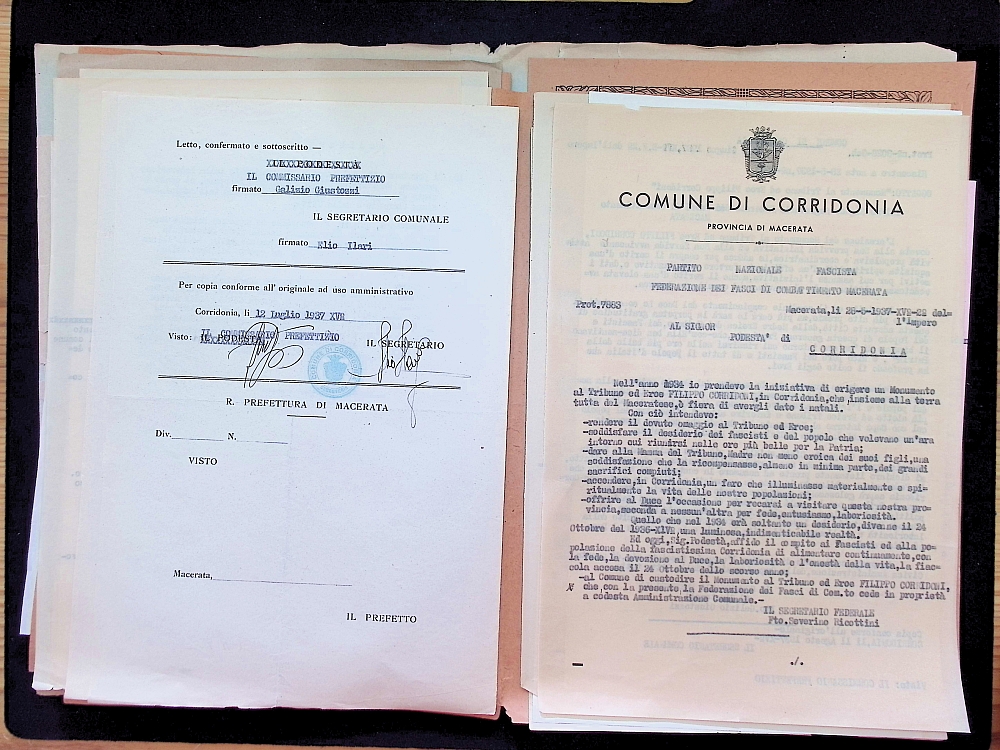 Letto, confermato e sottoscritto —
IL COMMISSARIO PREFETTIZIO
firmato Galizio Giustozzi
IL SEGRETARIO COMUNALE
firmato Elio Ilari
Per copia conforme all' originale ad uso amministrativo
Corridonia, li 12 Luglio 1937 XV°
IL COMMISSARIO PREFETTIZIO
Visto: IL PODESTA' IL SEGRETARIO
R. PREFETTURA DI MACERATA
Div. N.
VISTO
Macerata,
IL PREFETTO
COMUNE DI CORRIDONIA
PROVINCIA DI MACERATA
PARTITO NAZIONALE FASCISTA
FEDERAZIONE DEI FASCI DI COMBATTIMENTO MACERATA
Prot.7883 Macerata,li 28-5-1937-XV°-2° del=
l'Impero
AL SIGNOR
PODESTA' di
CORRIDONIA
Nell'anno 1934 io prendevo la iniziativa di erigere un Monumento
al Tribuno ed Eroe FILIPPO CORRIDONI,in Corridonia,che,insieme alla terra
tutta del Maceratese,è fiera di avergli dato i natali.
Con ciò intendevo:
-rendere il dovuto omaggio al Tribuno ed Eroe;
-soddisfare il desiderio dei fascisti e del popolo che volevano un'ara
intorno cui riunirsi nelle ore più belle per la Patria;
-dare alla Mamma del Tribuno,Madre non meno eroica dei suoi figli,una
soddisfazione che la ricompensasse,almeno in minima parte,dei grandi
sacrifici compiuti;
-accendere,in Corridonia,un faro che illuminasse materialmente e spi=
ritualmente la vita delle nostre popolazioni;
-offrire al Duce l'occasione per recarsi a visitare questa nostra pro=
vincia,seconda a nessun'altra per fede,entusiasmo,laboriosità.
Quello che nel 1934 era soltanto un desiderio,divenne il 24
Ottobre del 1936-XIV°,una luminosa,indimenticabile realtà.
Ed oggi,Sig.Podestà,affido il compito ai Fascisti ed alla po=
polazione della fascistissima Corridonia di alimentare continuamente,con
la fede,la devozione al Duce,la laboriosità e l'onestà della vita,la fiac=
cola accesa il 24 Ottobre dello scorso anno;
-al Comune di custodire il Monumento al Tribuno ed Eroe FILIPPO CORRIDONI,
che,con la presente,la Federazione dei Fasci di Com.to cede in proprietà
a codesta Amministrazione Comunale.-
IL SEGRETARIO FEDERALE
Fto.Severino Ricottini
./.